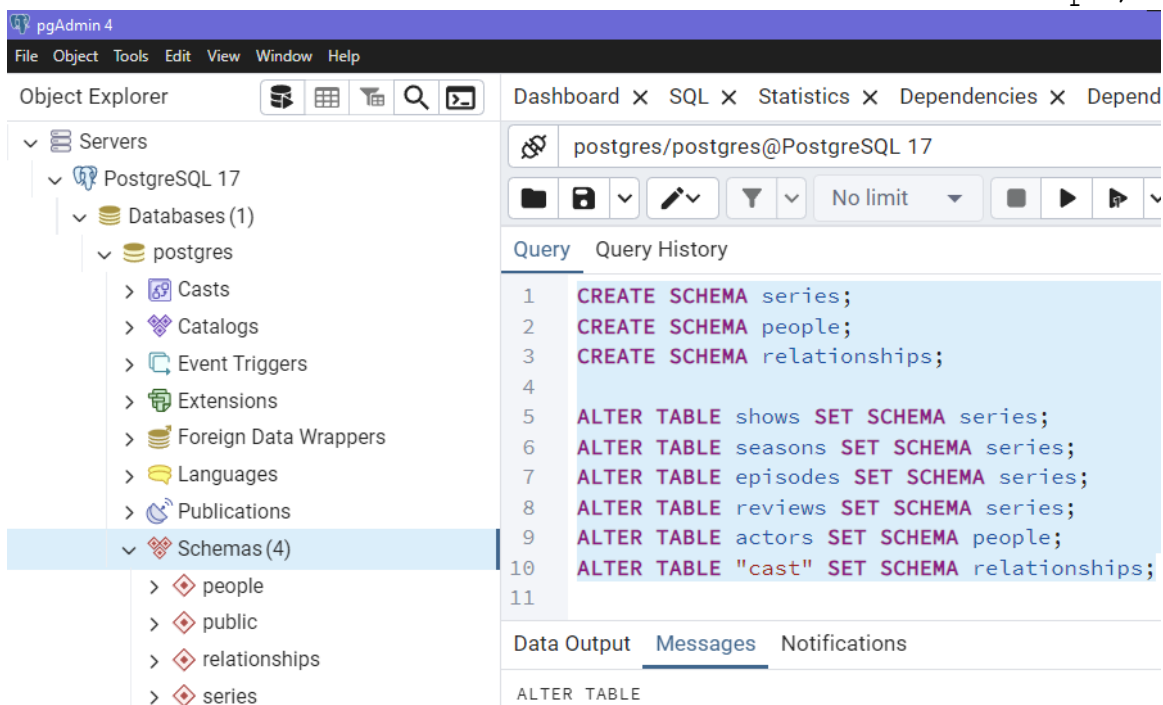 pgAdmin 4
File Object Tools Edit View Window Help
Object Explorer
Servers
PostgreSQL 17
Databases (1)
postgres
Casts
Catalogs
Event Triggers
Extensions
Foreign Data Wrappers
Languages
Publications
Schemas (4)
people
public
relationships
series
Dashboard X SQL X Statistics X Dependencies X Depend
postgres/postgres@PostgreSQL 17
No limit
Query Query History
1 CREATE SCHEMA series;
2 CREATE SCHEMA people;
3 CREATE SCHEMA relationships;
4
5 ALTER TABLE shows SET SCHEMA series;
6 ALTER TABLE seasons SET SCHEMA series;
7 ALTER TABLE episodes SET SCHEMA series;
8 ALTER TABLE reviews SET SCHEMA series;
9 ALTER TABLE actors SET SCHEMA people;
10 ALTER TABLE "cast" SET SCHEMA relationships;
11
Data Output Messages Notifications
ALTER TABLE